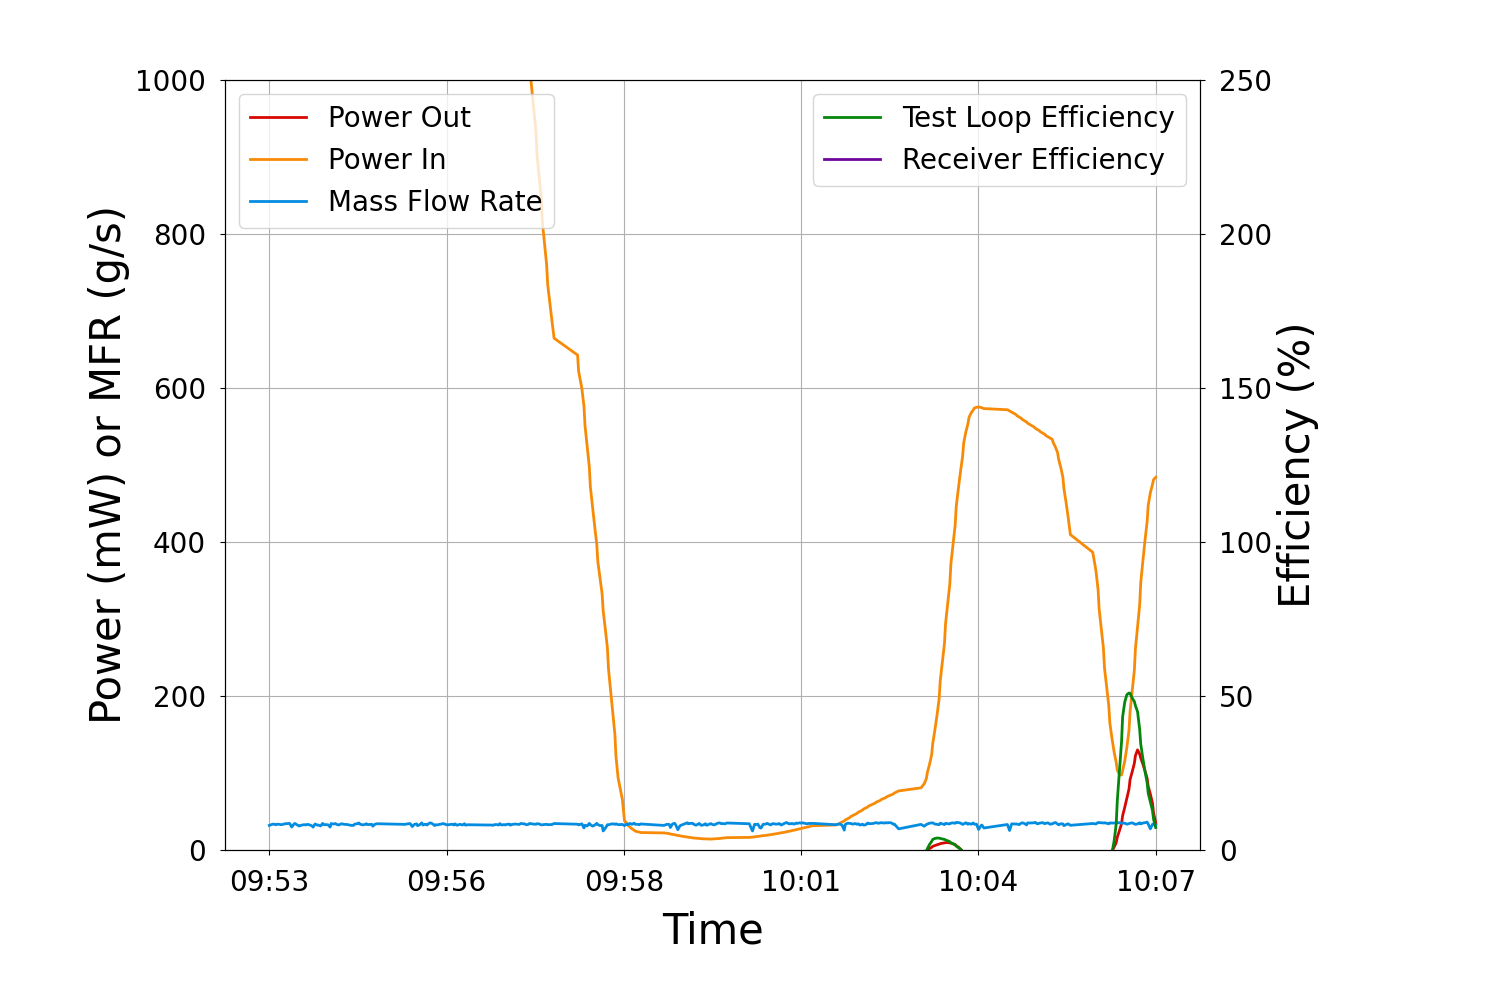 1000
800
600
400
200
0
Power (mW) or MFR (g/s)
Power Out
Power In
Mass Flow Rate
Test Loop Efficiency
Receiver Efficiency
250
200
150
100
50
0
Efficiency (%)
09:53 09:56 09:58 10:01 10:04 10:07
Time